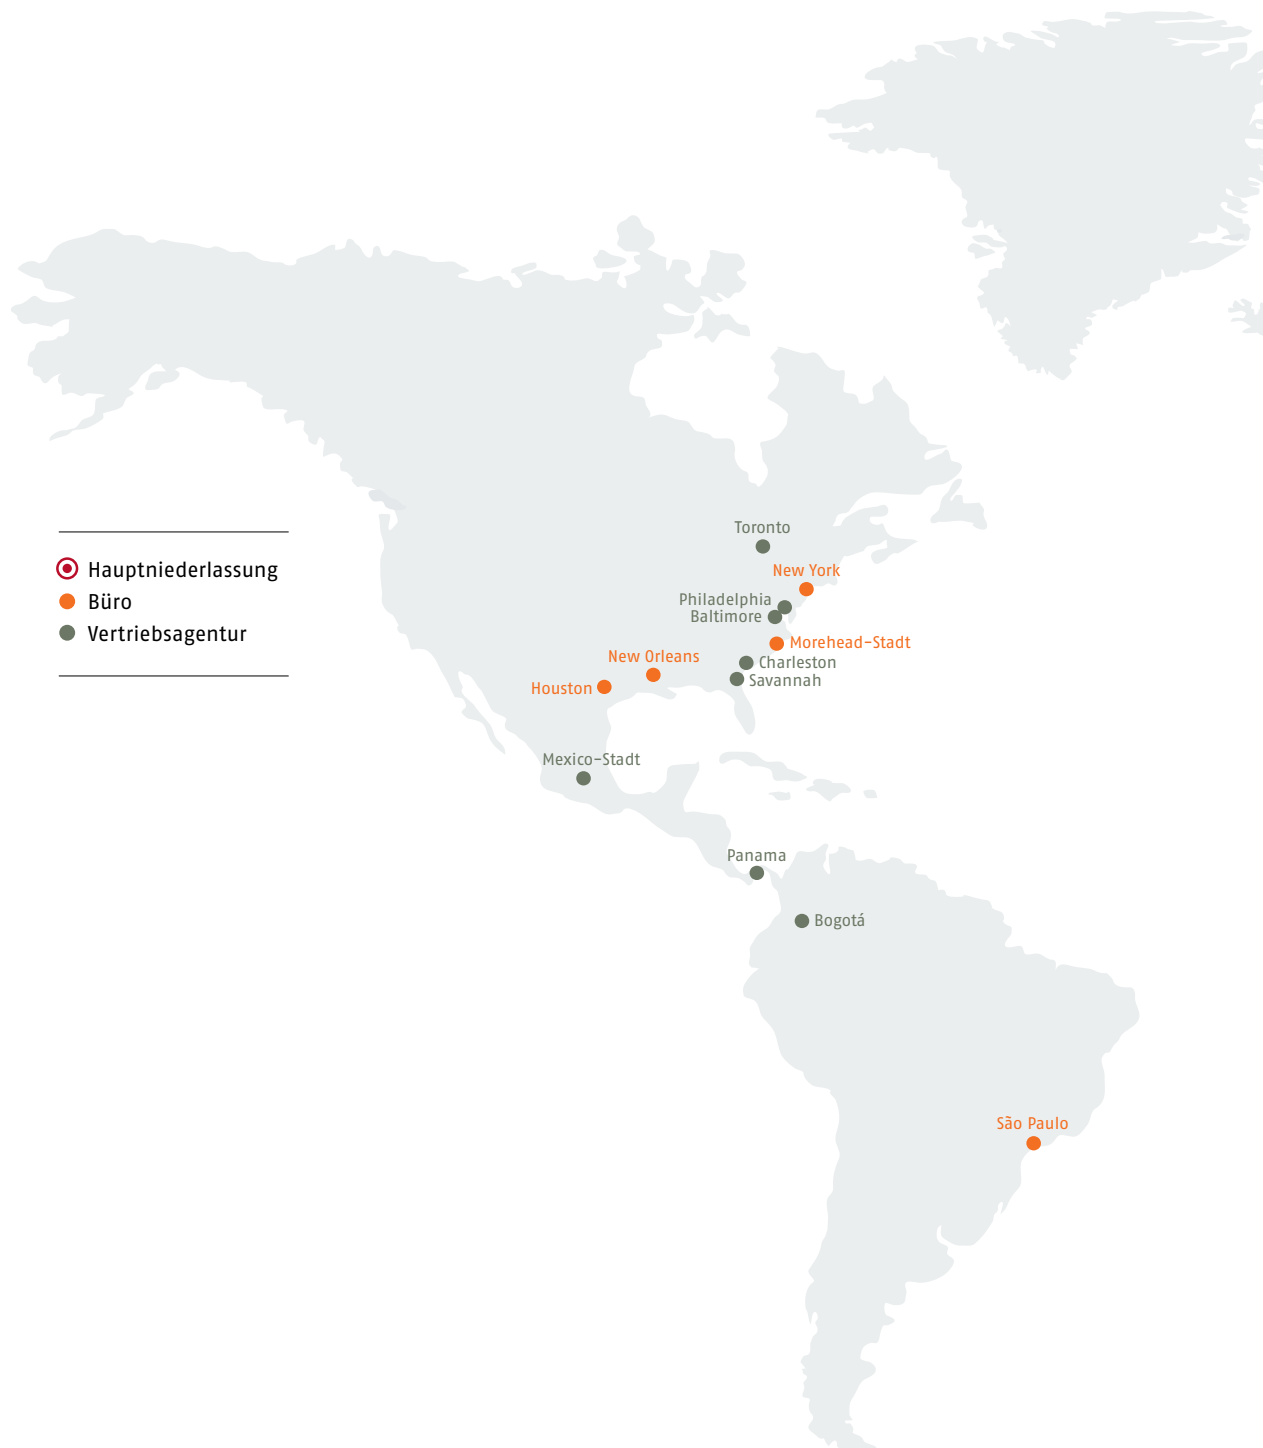 Toronto
New York
Hauptniederlassung
Büro
Vertriebsagentur
Philadelphia
Baltimore
Morehead-Stadt
New Orleans
Charleston
Savannah
Houston
Mexico-Stadt
Panama
Bogotá
São Paulo